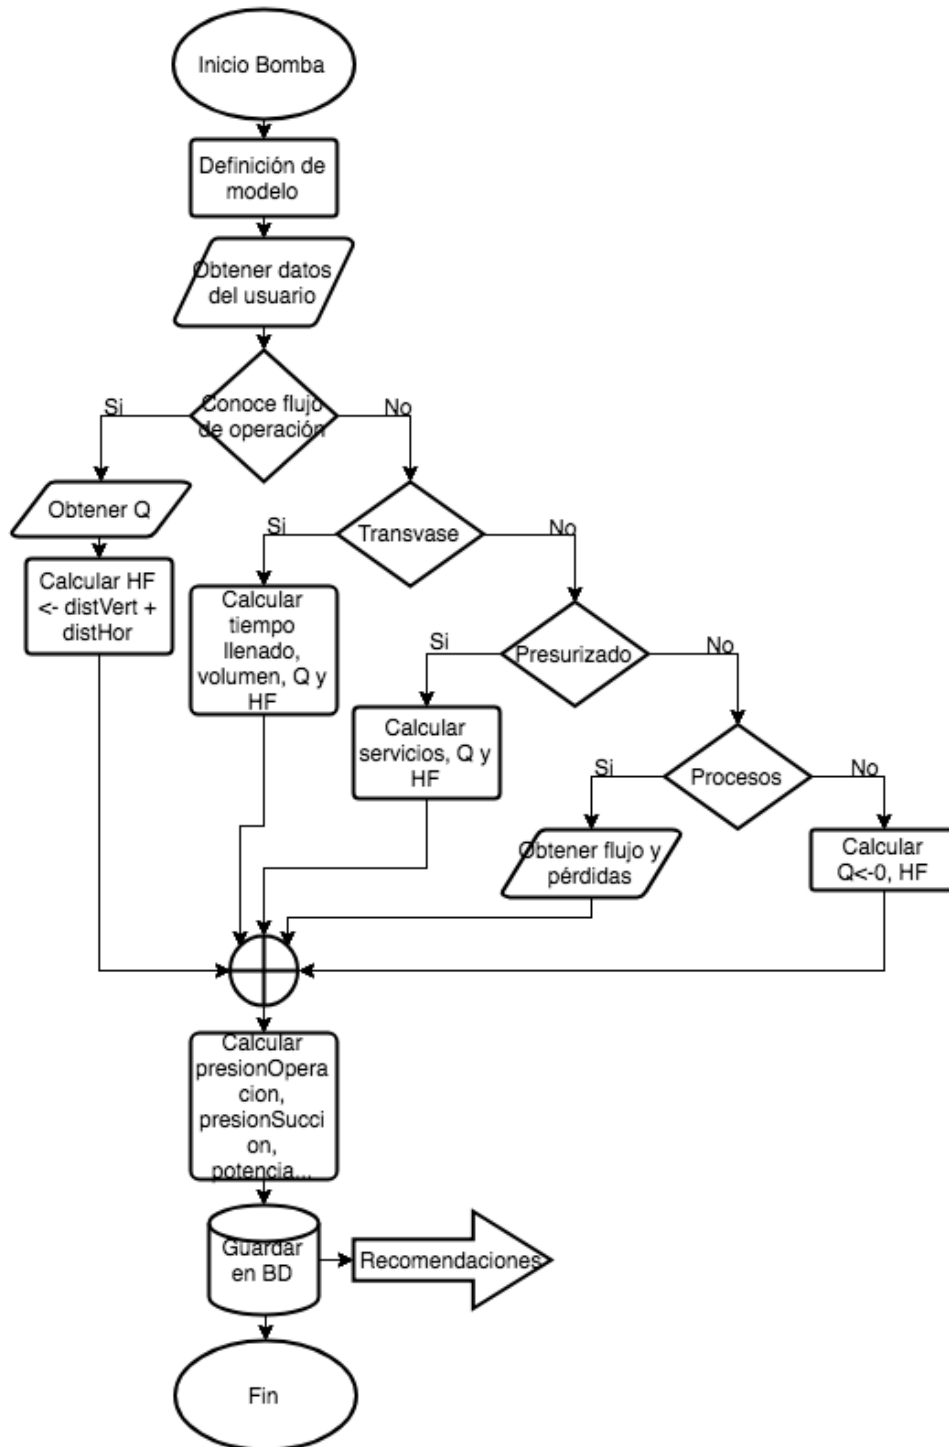 Inicio Bomba
Definición de
modelo
Obtener datos
del usuario
Conoce flujo
de operación
Si
No
Obtener Q
Calcular HF
<- distVert +
distHor
Transvase
Si
No
Calcular
tiempo
llenado,
volumen, Q y
HF
Presurizado
Si
No
Calcular
servicios, Q y
HF
Procesos
Si
No
Obtener flujo y
pérdidas
Calcular
Q<-0, HF
Calcular
presionOpera
cion,
presionSucci
on,
potencia...
Guardar
en BD
Recomendaciones
Fin